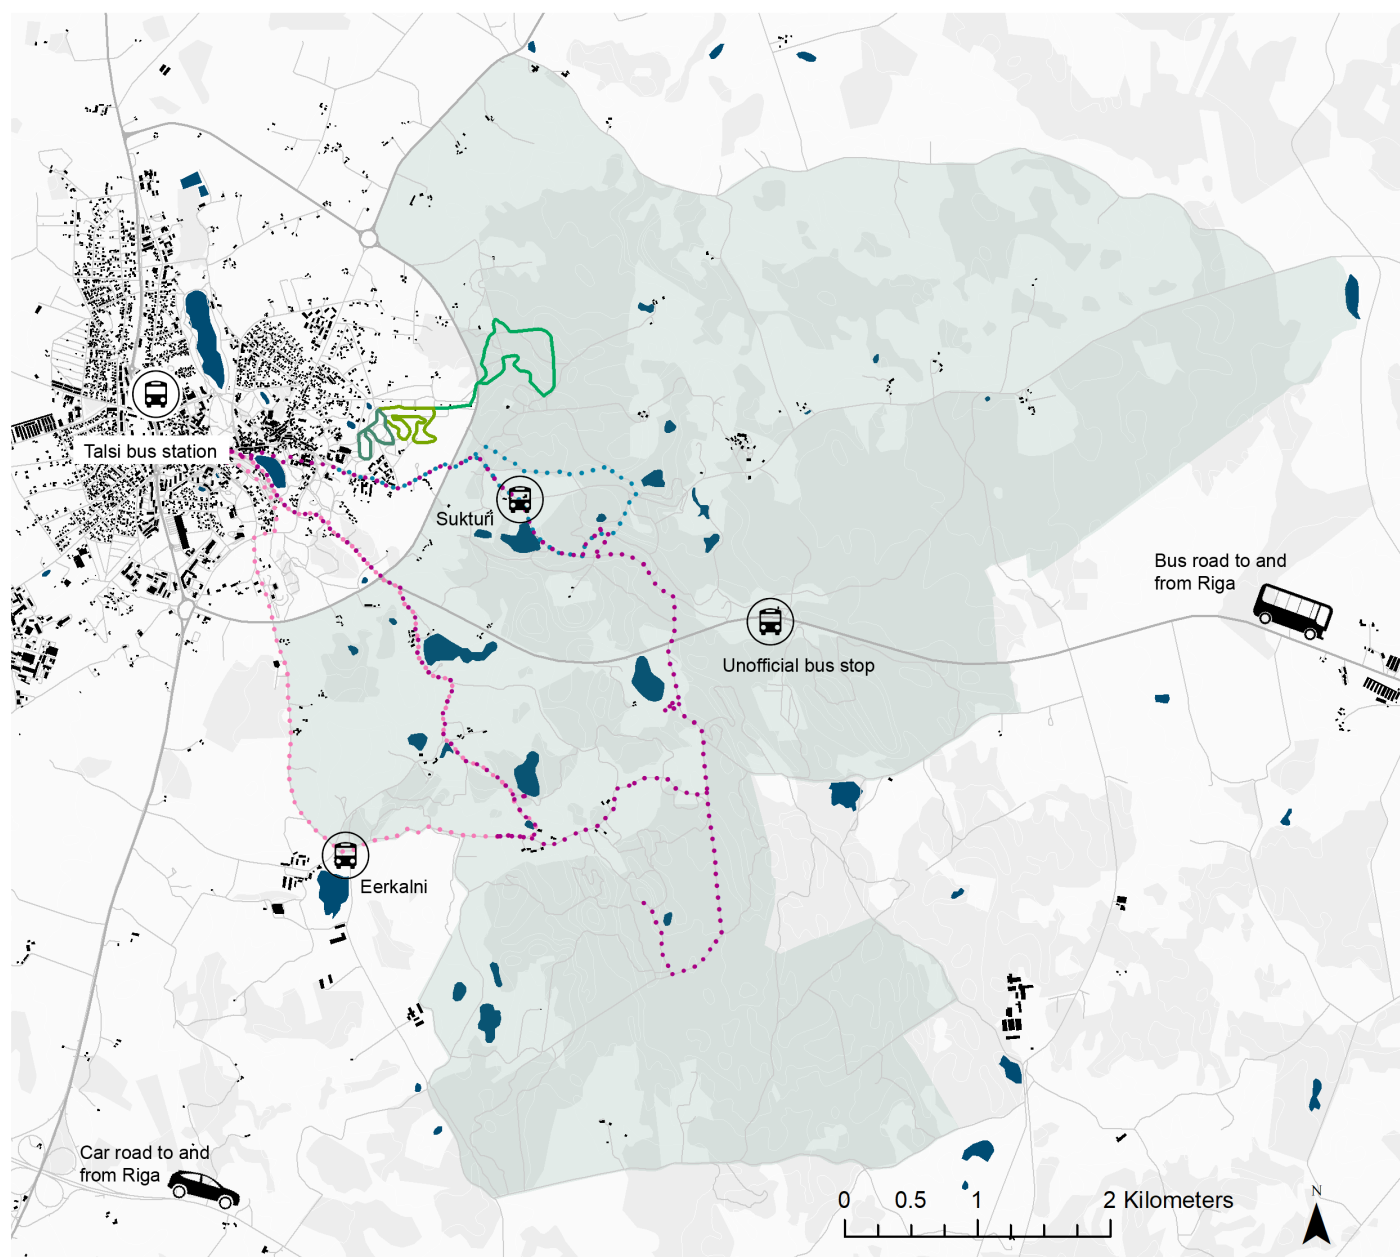 Talsi bus station
Sukturi
Bus road to and
from Riga
Unofficial bus stop
Eerkalni
Car road to and
from Riga
0 0.5 1 2 Kilometers
N